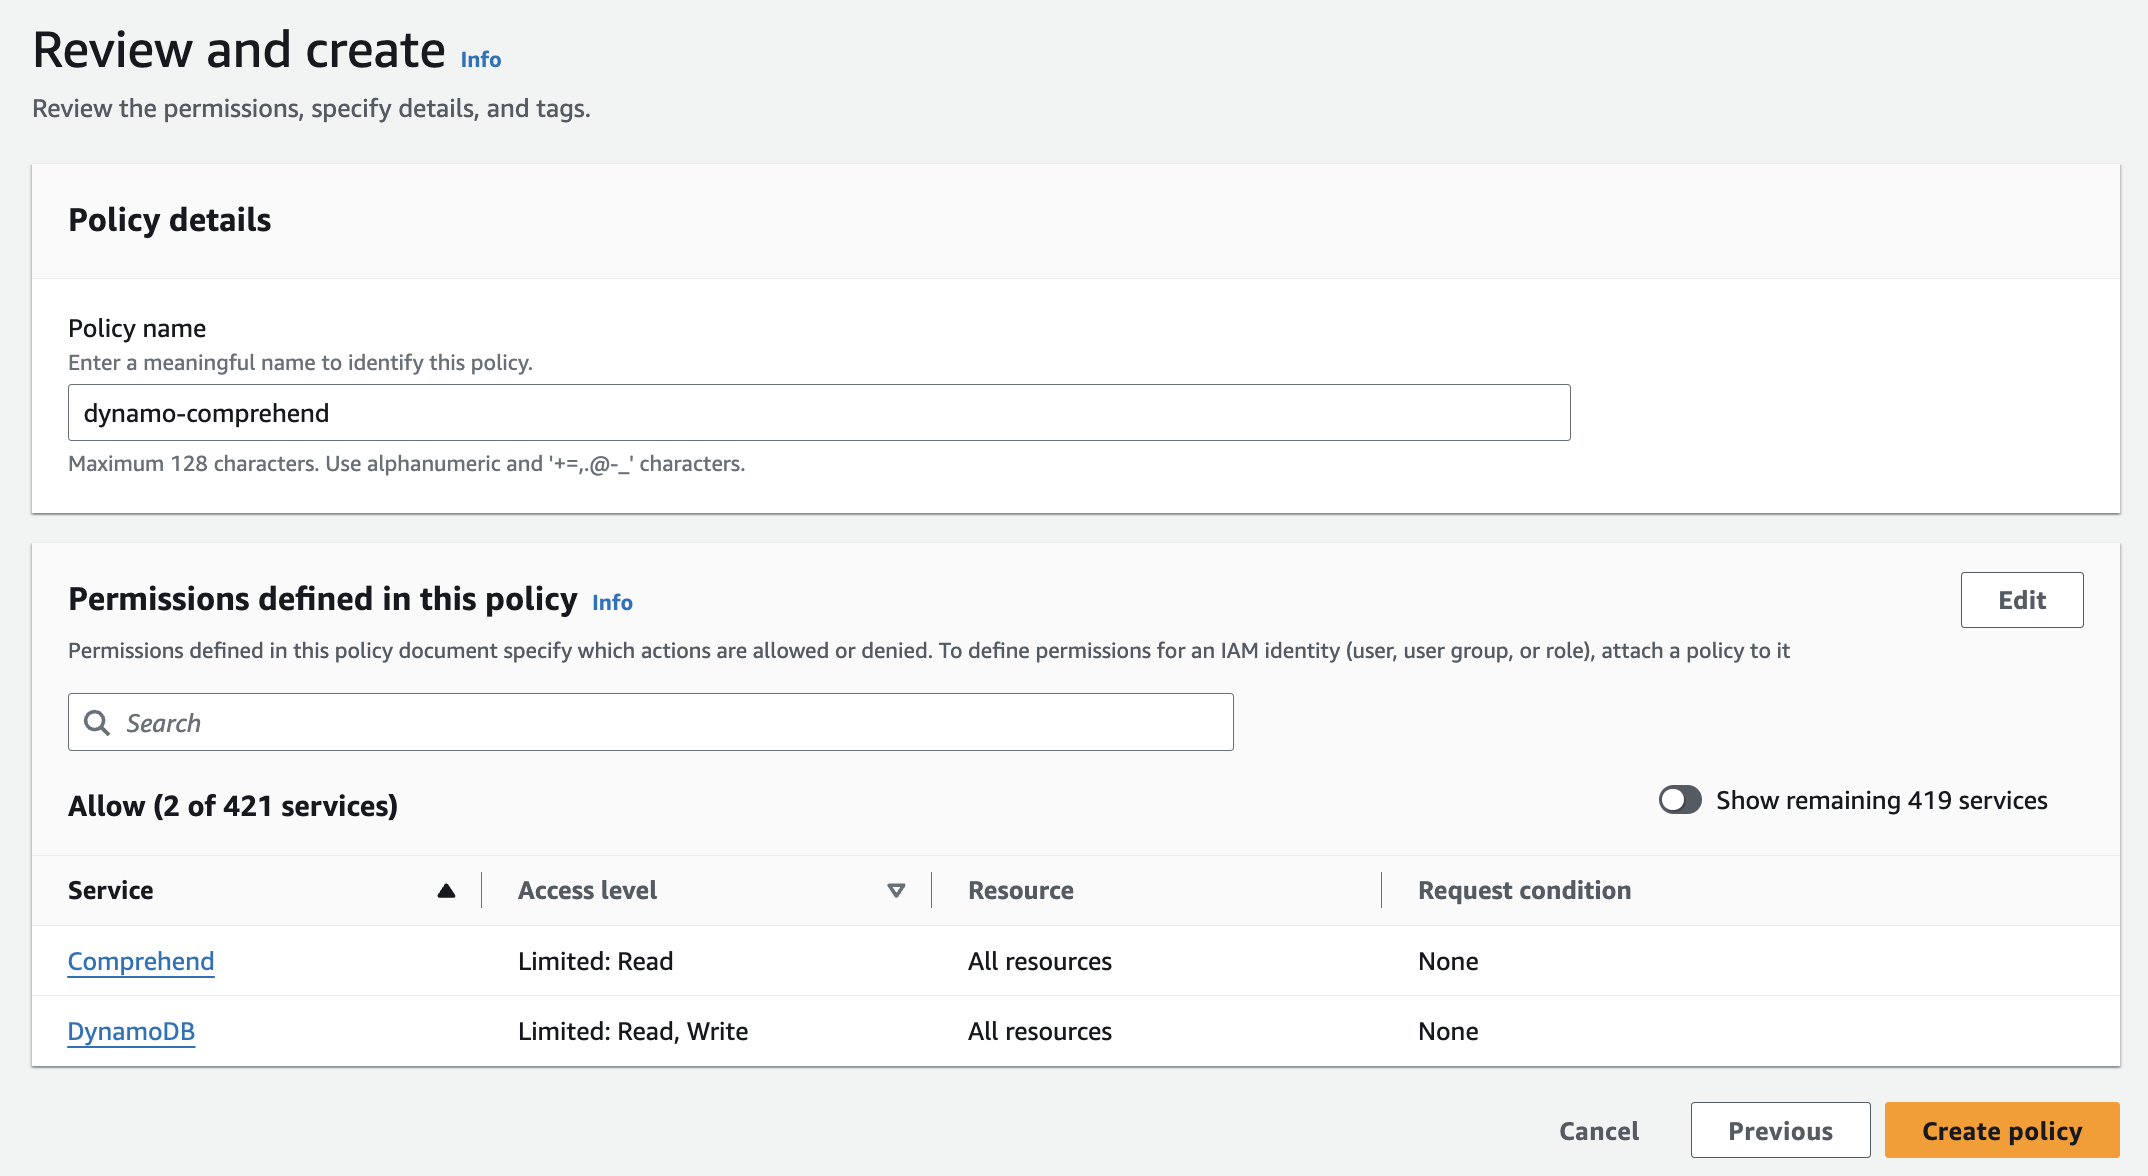 Review and create Info
Review the permissions, specify details, and tags.
Policy details
Policy name
Enter a meaningful name to identify this policy.
dynamo-comprehend
Maximum 128 characters. Use alphanumeric and '+=,.@-_' characters.
Permissions defined in this policy Info
Edit
Permissions defined in this policy document specify which actions are allowed or denied. To define permissions for an IAM identity (user, user group, or role), attach a policy to it
Search
Allow (2 of 421 services)
Show remaining 419 services
Service Access level Resource Request condition
Comprehend Limited: Read All resources None
DynamoDB Limited: Read, Write All resources None
Cancel Previous Create policy